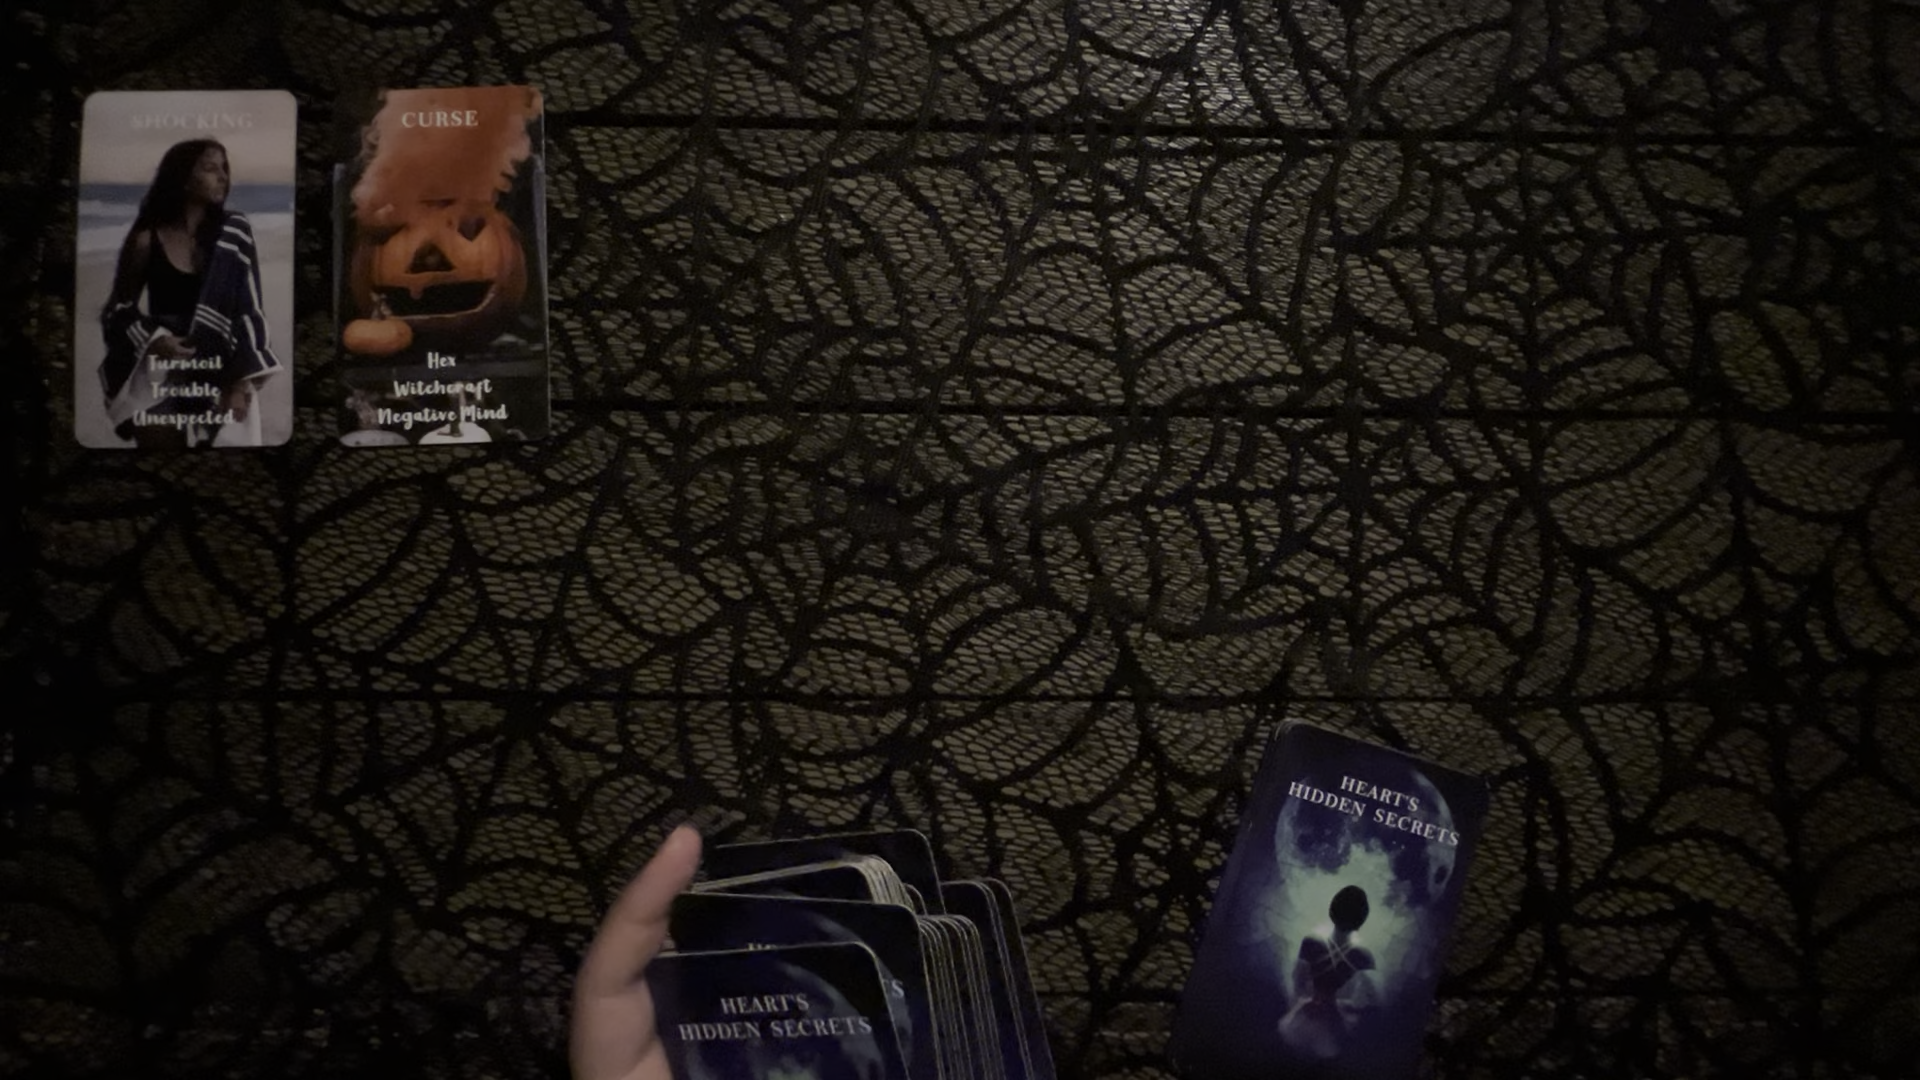 SHOCKING
Turmoil
Trouble
Unexpected
CURSE
Hex
Witchcraft
Negative Mind
HEART'S
HIDDEN SECRETS
HEART'S
HIDDEN SECRETS